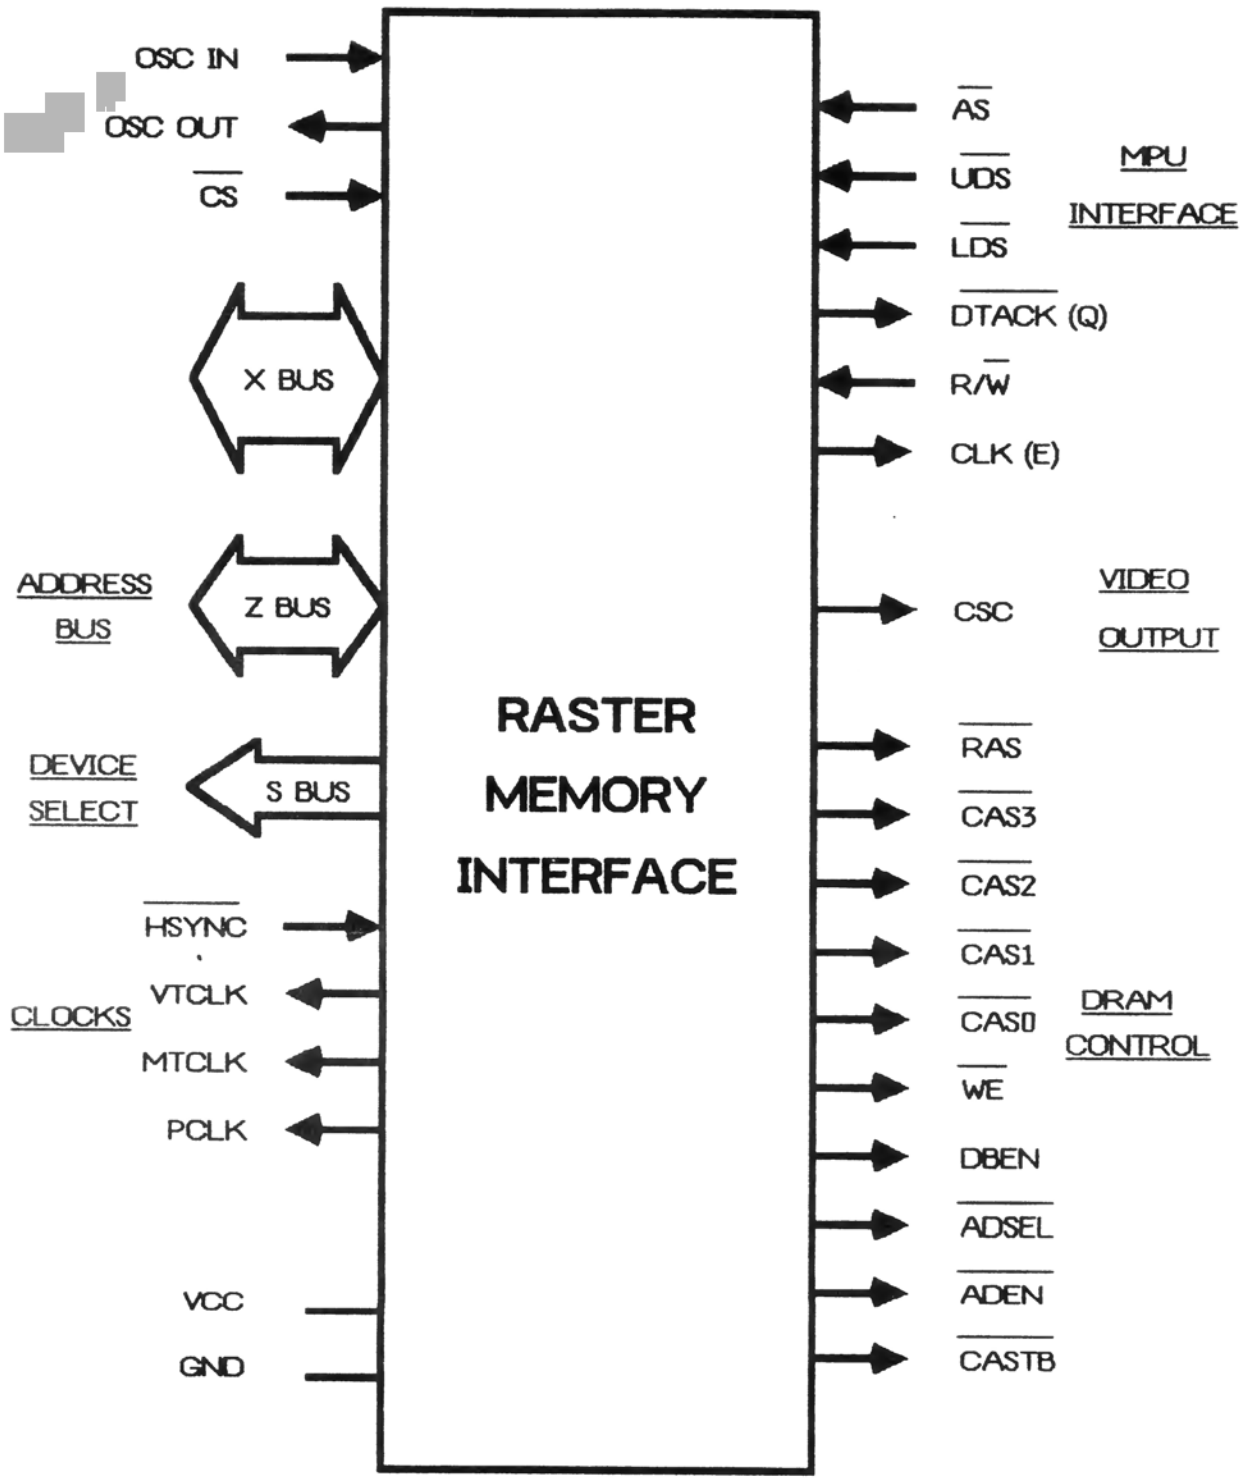 OSC IN
OSC OUT
CS
X BUS
ADDRESS
BUS
Z BUS
DEVICE
SELECT
S BUS
HSYNC
VTCLK
CLOCKS
MTCLK
PCLK
VCC
GND
RASTER
MEMORY
INTERFACE
AS
UDS
LDS
DTACK (Q)
R/W
CLK (E)
MPU
INTERFACE
CSC
VIDEO
OUTPUT
RAS
CAS3
CAS2
CAS1
CAS0
WE
DBEN
ADSEL
ADEN
CASTB
DRAM
CONTROL